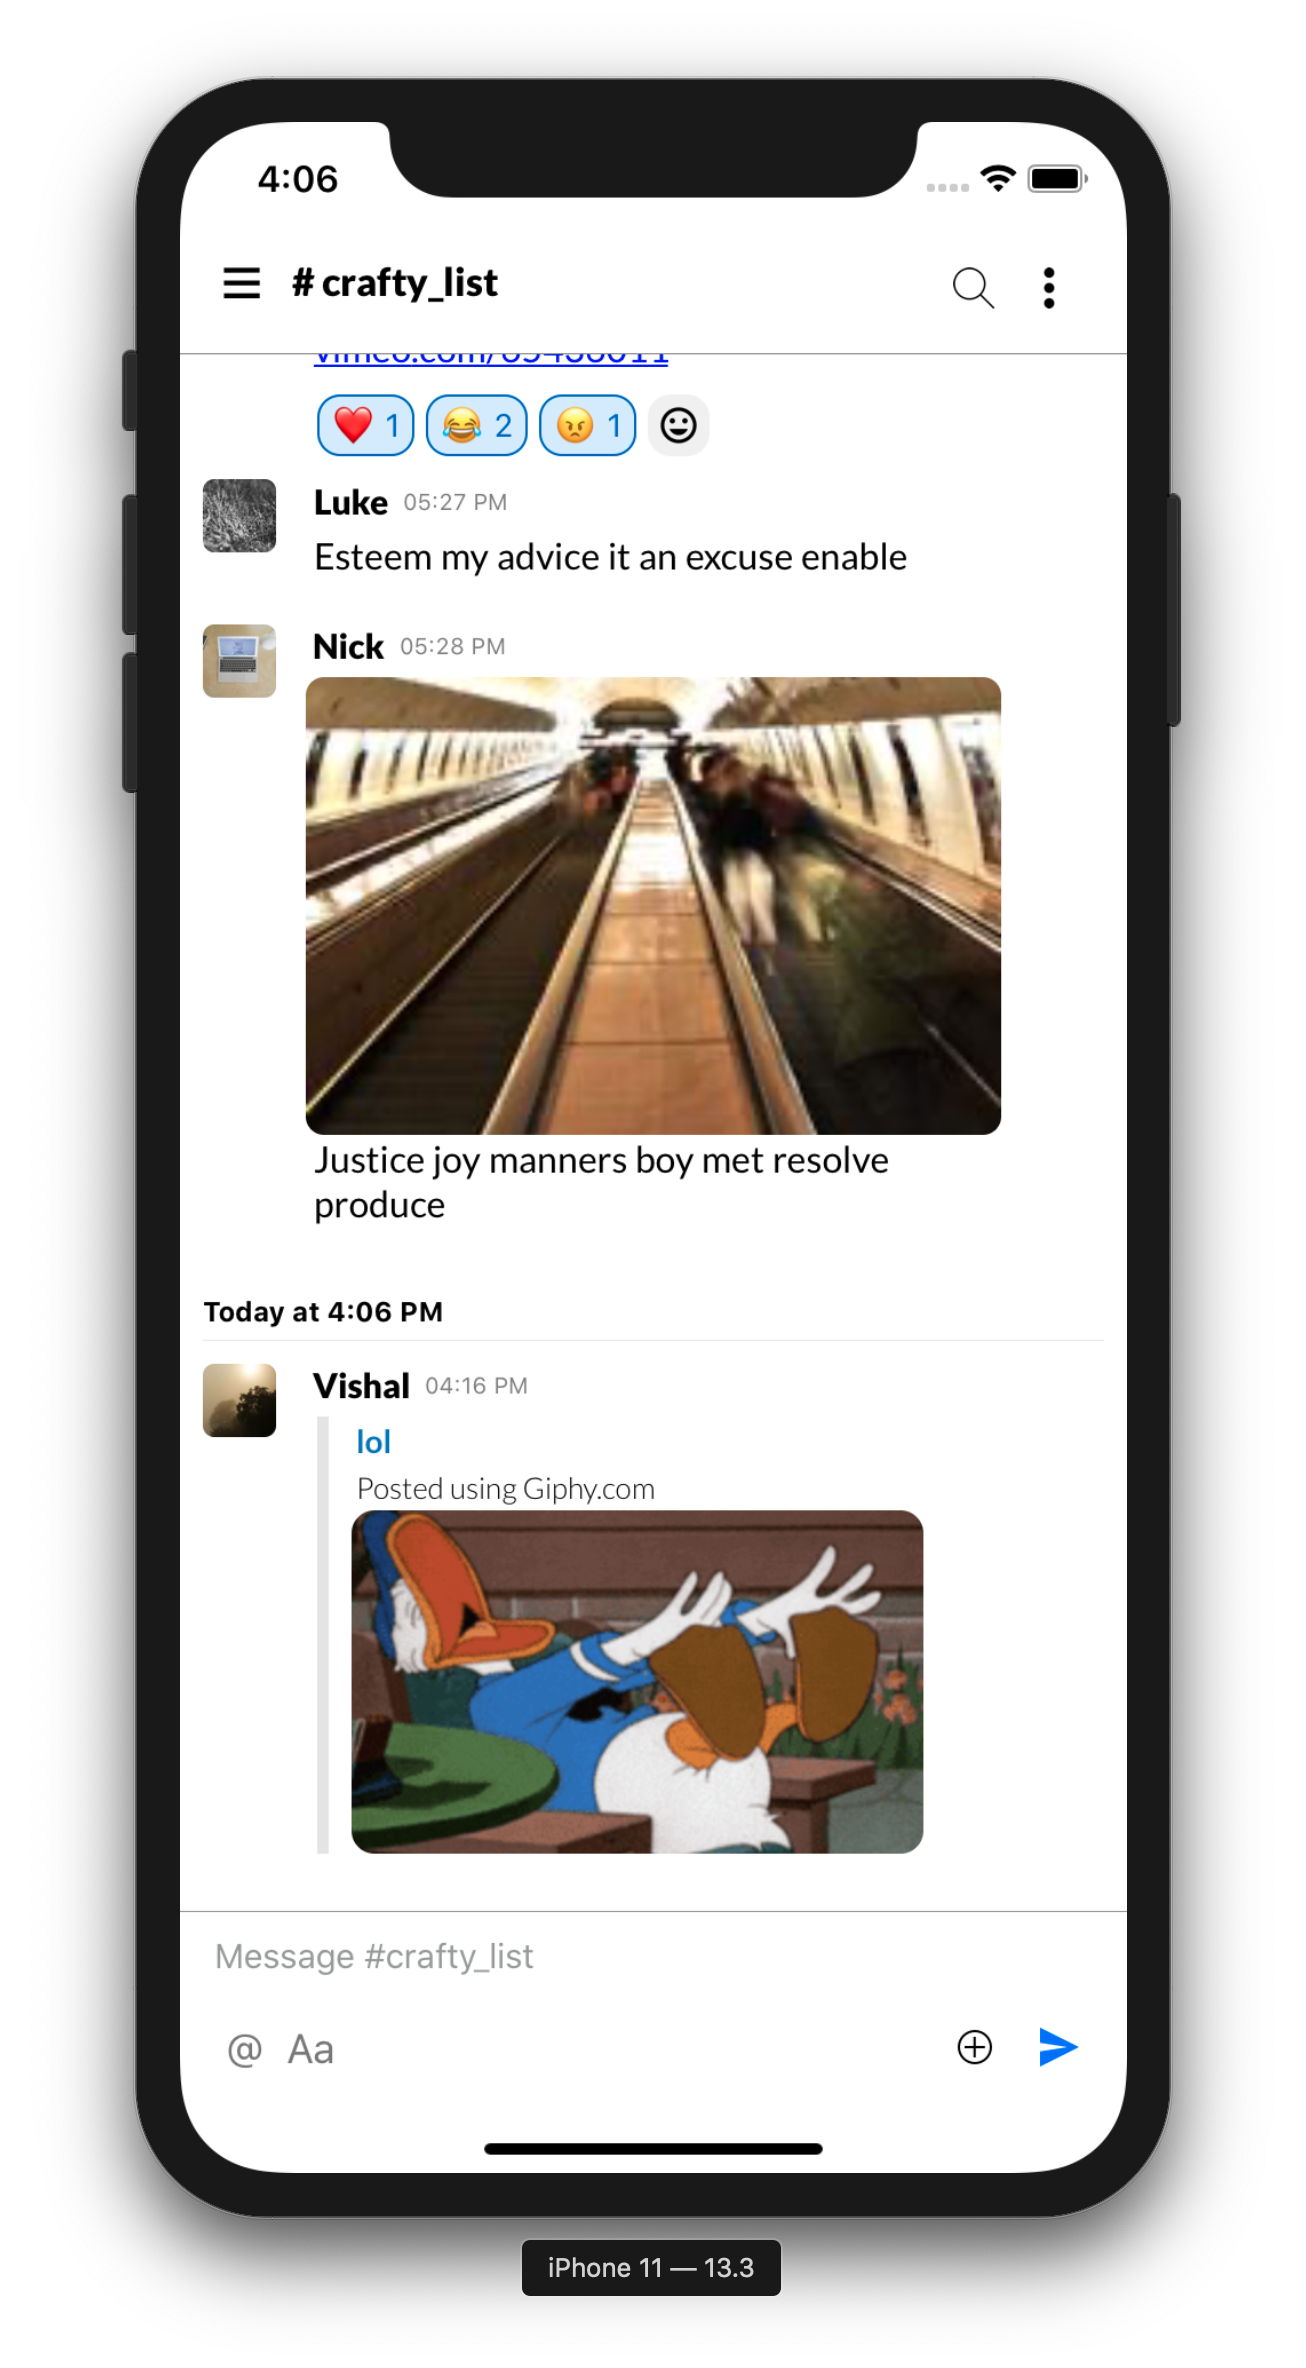 4:06
# crafty_list
❤️ 1 😂 2 😠 1
Luke 05:27 PM
Esteem my advice it an excuse enable
Nick 05:28 PM
Justice joy manners boy met resolve
produce
Today at 4:06 PM
Vishal 04:16 PM
lol
Posted using Giphy.com
Message #crafty_list
@ Aa
iPhone 11 — 13.3